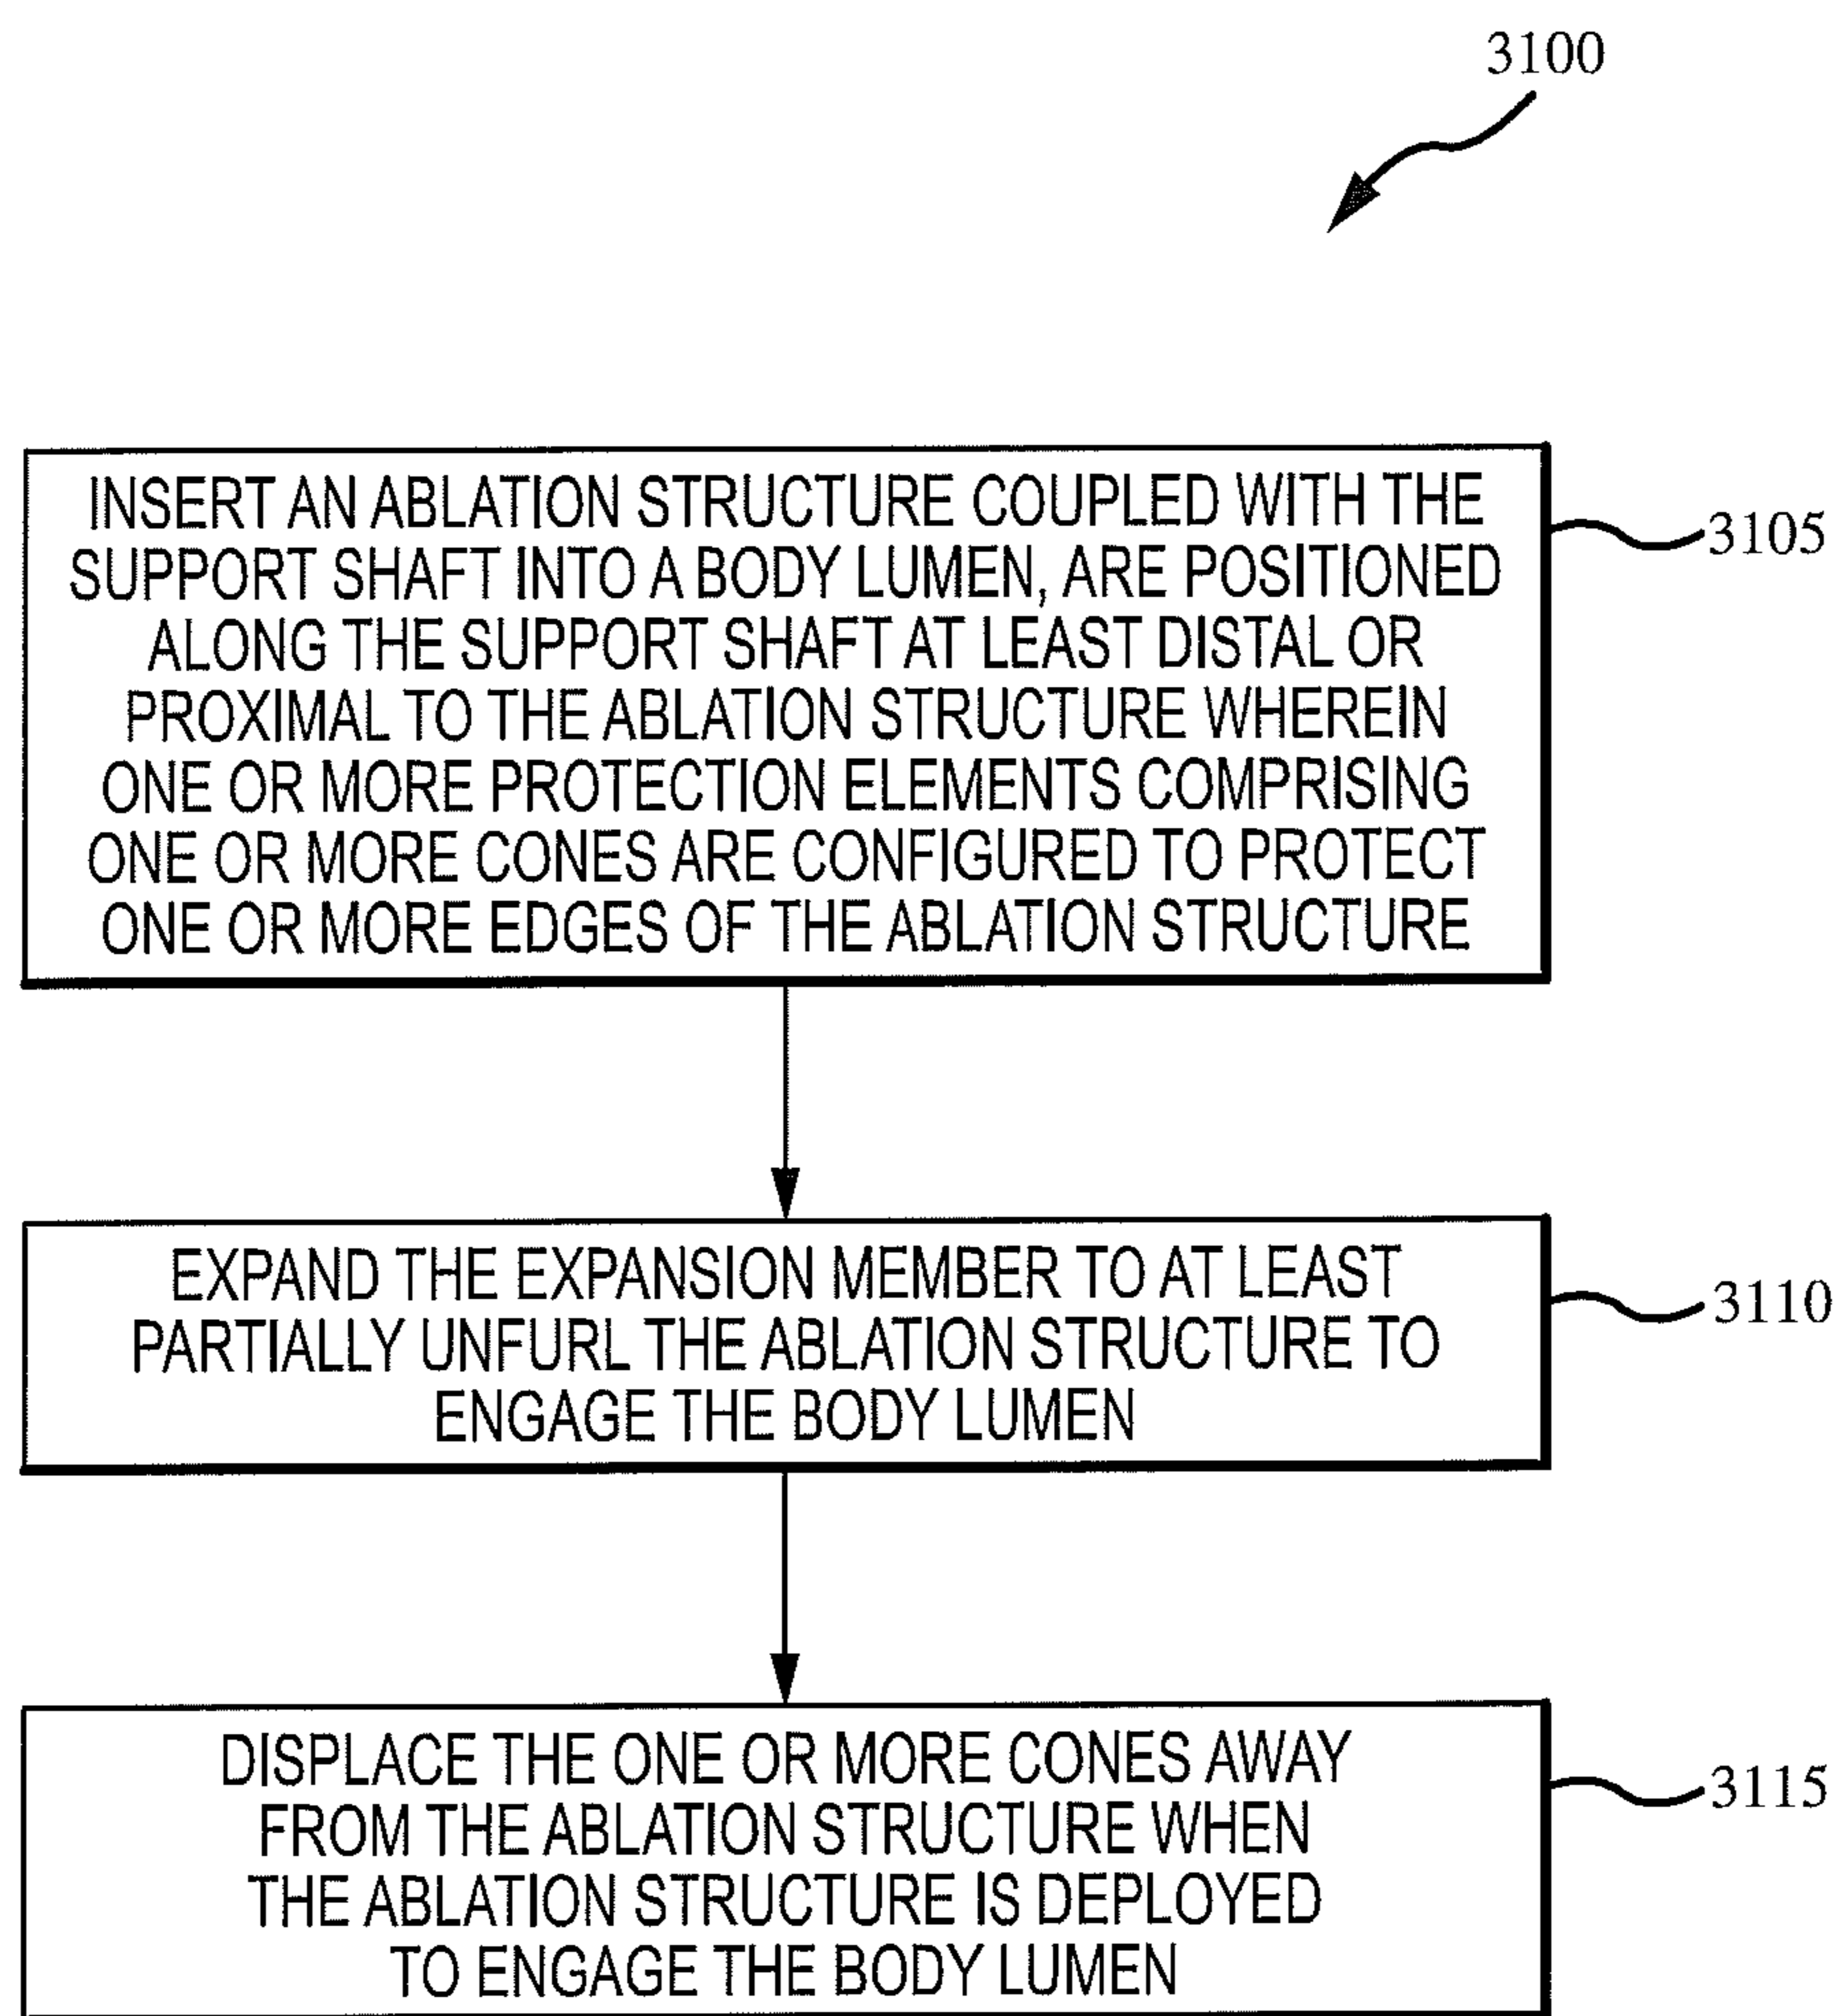 3100
INSERT AN ABLATION STRUCTURE COUPLED WITH THE
SUPPORT SHAFT INTO A BODY LUMEN, ARE POSITIONED
ALONG THE SUPPORT SHAFT AT LEAST DISTAL OR
PROXIMAL TO THE ABLATION STRUCTURE WHEREIN
ONE OR MORE PROTECTION ELEMENTS COMPRISING
ONE OR MORE CONES ARE CONFIGURED TO PROTECT
ONE OR MORE EDGES OF THE ABLATION STRUCTURE
3105
EXPAND THE EXPANSION MEMBER TO AT LEAST
PARTIALLY UNFURL THE ABLATION STRUCTURE TO
ENGAGE THE BODY LUMEN
3110
DISPLACE THE ONE OR MORE CONES AWAY
FROM THE ABLATION STRUCTURE WHEN
THE ABLATION STRUCTURE IS DEPLOYED
TO ENGAGE THE BODY LUMEN
3115